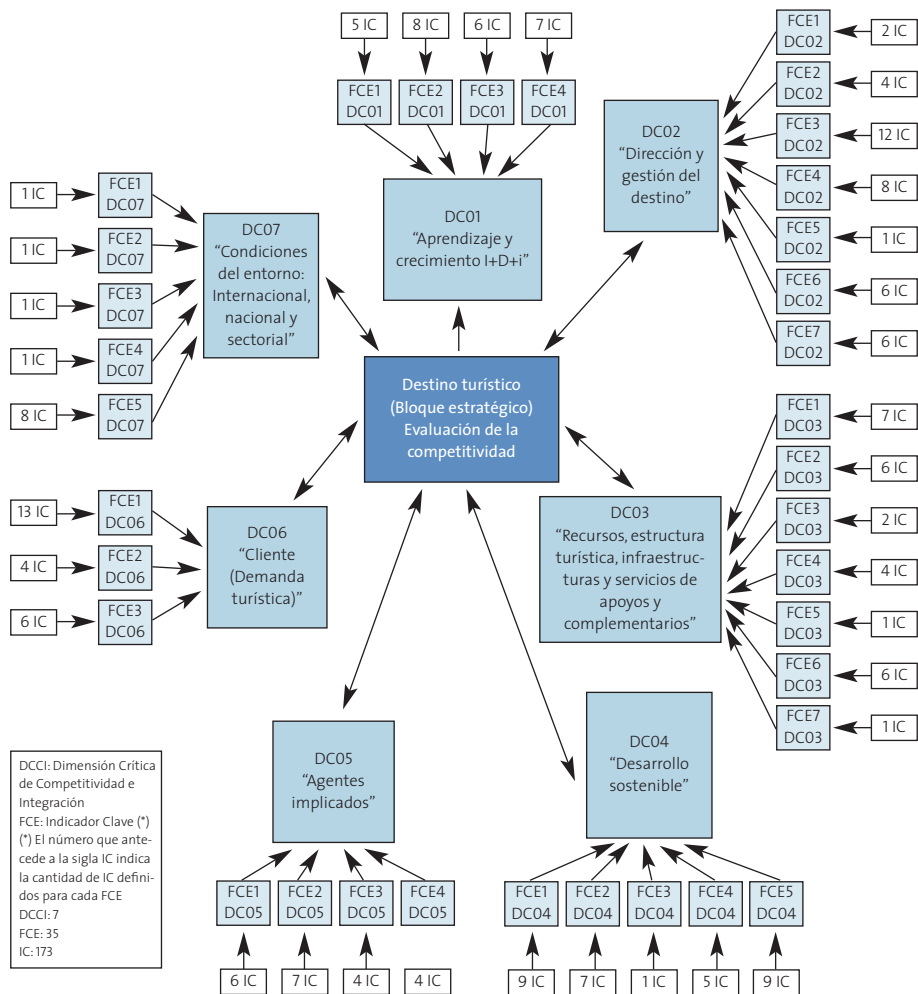 5 IC
8 IC
6 IC
7 IC
FCE1
DC01
FCE2
DC01
FCE3
DC01
FCE4
DC01
DC01
“Aprendizaje y
crecimiento I+D+i”
DC02
“Dirección y
gestión del
destino”
FCE1
DC02
2 IC
FCE2
DC02
4 IC
FCE3
DC02
12 IC
FCE4
DC02
8 IC
FCE5
DC02
1 IC
FCE6
DC02
6 IC
FCE7
DC02
6 IC
1 IC
FCE1
DC07
1 IC
FCE2
DC07
1 IC
FCE3
DC07
1 IC
FCE4
DC07
8 IC
FCE5
DC07
DC07
“Condiciones
del entorno:
Internacional,
nacional y
sectorial”
Destino turístico
(Bloque estratégico)
Evaluación de la
competitividad
13 IC
FCE1
DC06
4 IC
FCE2
DC06
6 IC
FCE3
DC06
DC06
“Cliente
(Demanda
turística)”
DC03
“Recursos, estructura
turística, infraestruc-
turas y servicios de
apoyos y
complementarios”
FCE1
DC03
7 IC
FCE2
DC03
6 IC
FCE3
DC03
2 IC
FCE4
DC03
4 IC
FCE5
DC03
1 IC
FCE6
DC03
6 IC
FCE7
DC03
1 IC
DC05
“Agentes
implicados”
FCE1
DC05
FCE2
DC05
FCE3
DC05
FCE4
DC05
6 IC
7 IC
4 IC
4 IC
DC04
“Desarrollo
sostenible”
FCE1
DC04
FCE2
DC04
FCE3
DC04
FCE4
DC04
FCE5
DC04
9 IC
7 IC
1 IC
5 IC
9 IC
DCCI: Dimensión Crítica
de Competitividad e
Integración
FCE: Indicador Clave (*)
(*) El número que ante-
cede a la sigla IC indica
la cantidad de IC defini-
dos para cada FCE
DCCI: 7
FCE: 35
IC: 173